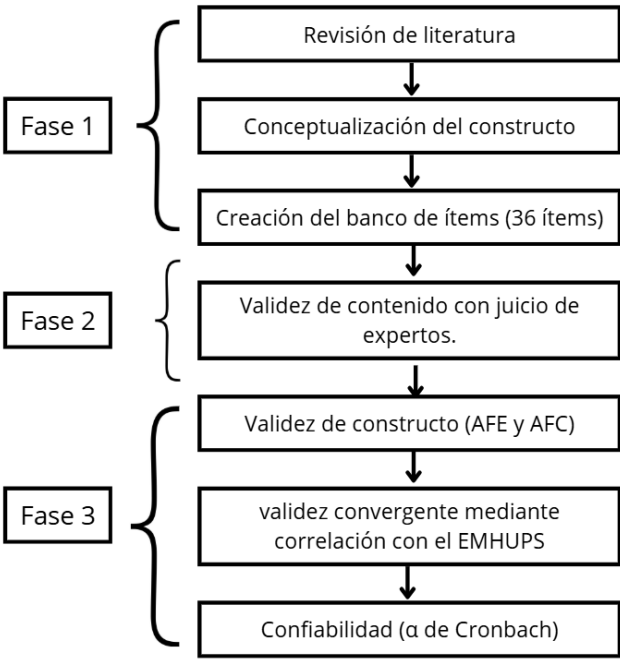 Revisión de literatura
Fase 1
Conceptualización del constructo
Creación del banco de ítems (36 ítems)
Fase 2
Validez de contenido con juicio de
expertos.
Validez de constructo (AFE y AFC)
Fase 3
validez convergente mediante
correlación con el EMHUPS
Confiabilidad (α de Cronbach)